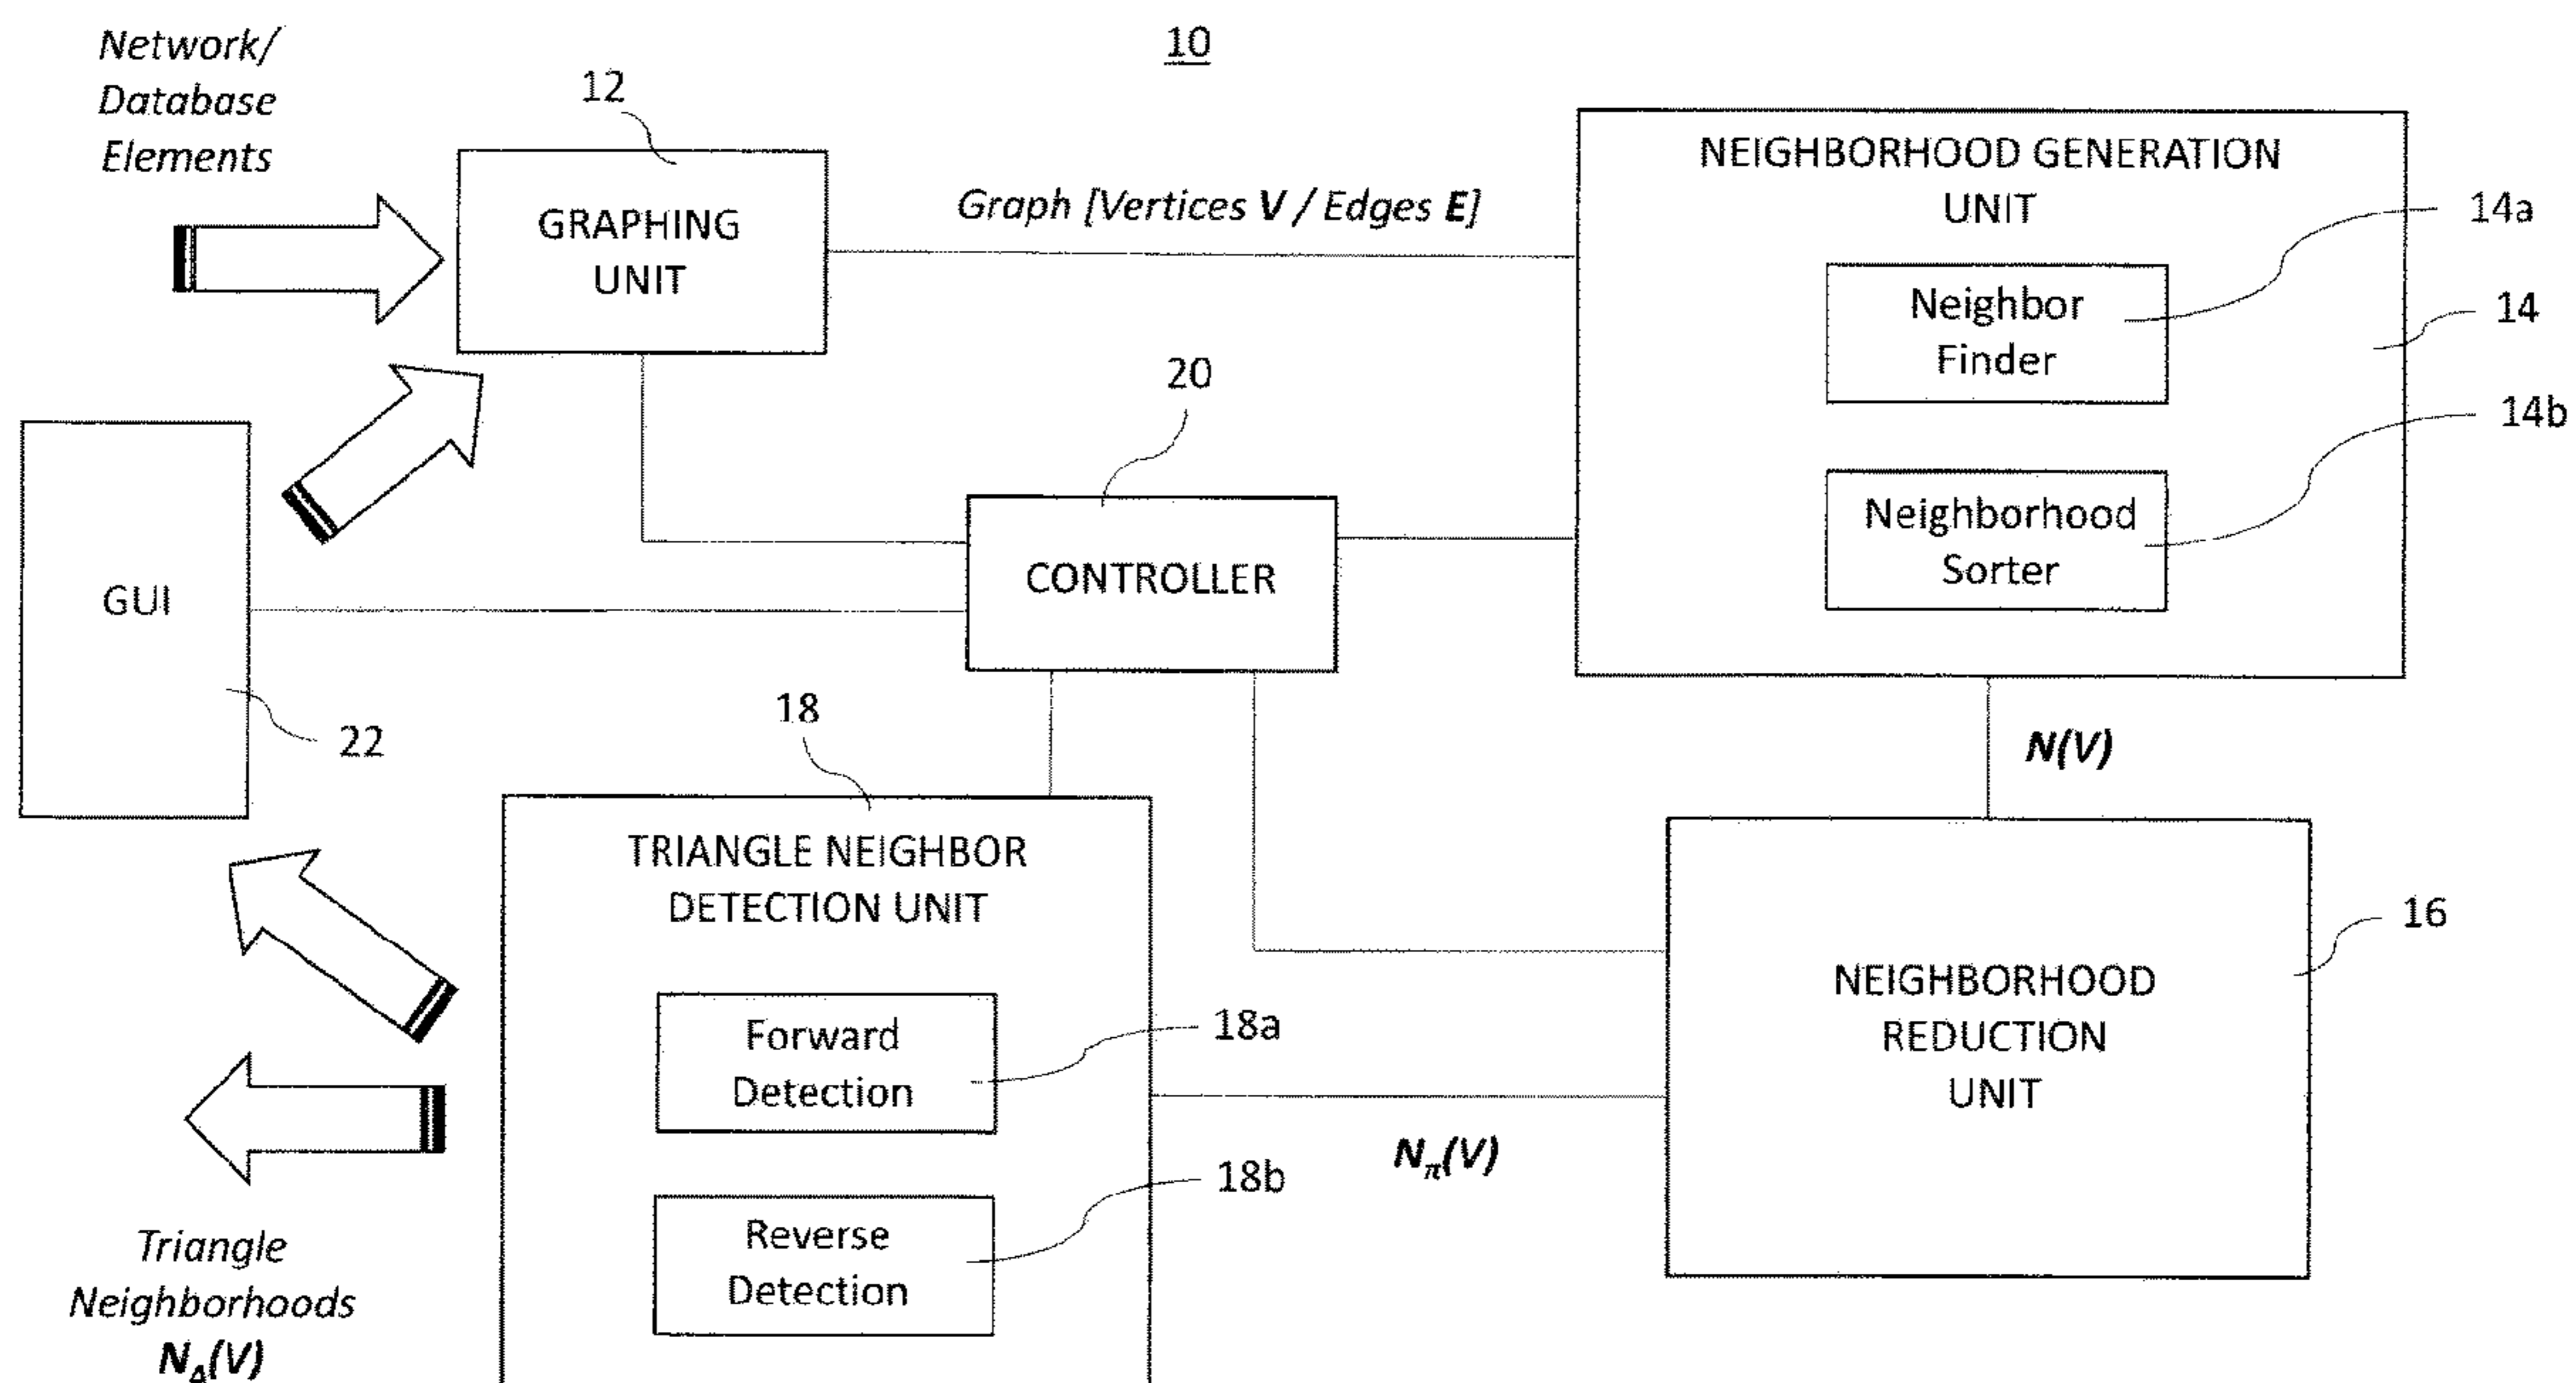 10
Network/
Database
Elements
12
GRAPHING
UNIT
Graph [Vertices V / Edges E]
NEIGHBORHOOD GENERATION
UNIT
14a
Neighbor
Finder
14
14b
Neighborhood
Sorter
20
CONTROLLER
GUI
22
N(V)
18
TRIANGLE NEIGHBOR
DETECTION UNIT
Forward
Detection
18a
Reverse
Detection
18b
Nπ(V)
16
NEIGHBORHOOD
REDUCTION
UNIT
Triangle
Neighborhoods
NΔ(V)